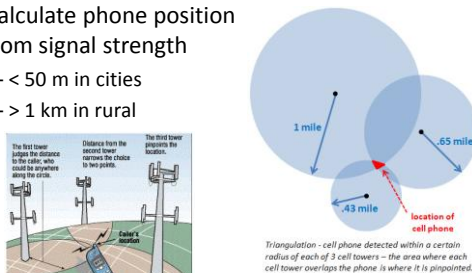 alculate phone position
om signal strength
- < 50 m in cities
- > 1 km in rural
The first tower
judges the distance
to the caller, who
could be anywhere
along the circle.
Distance from the
second tower
narrows the choice
to two points.
The third tower
pinpoints the
location.
Caller's
location
1 mile
.65 mile
.43 mile
location of
cell phone
Triangulation - cell phone detected within a certain
radius of each of 3 cell towers – the area where each
cell tower overlaps the phone is where it is pinpointed.